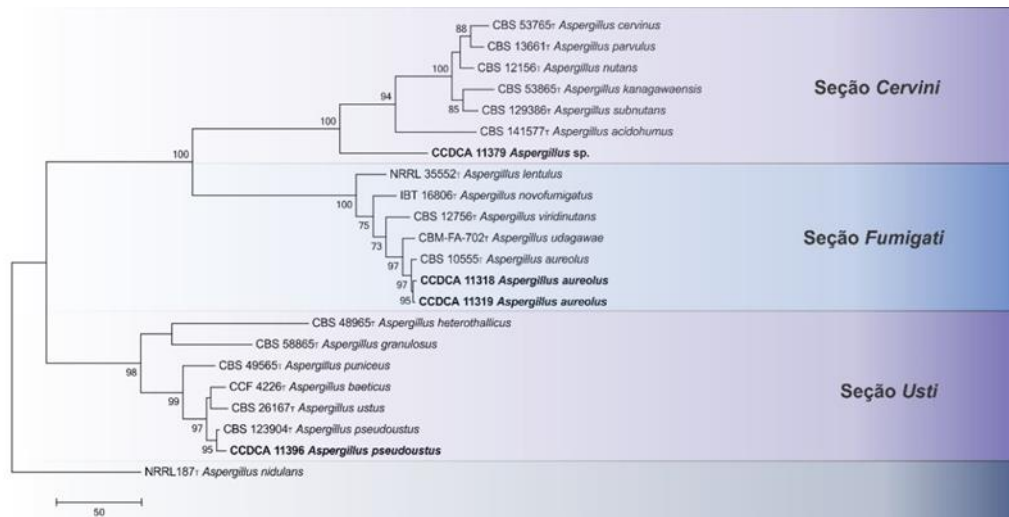 88
CBS 53765T Aspergillus cervinus
CBS 13661T Aspergillus parvulus
100
CBS 12156T Aspergillus nutans
Seção Cervini
94
CBS 53865T Aspergillus kanagawaensis
85
CBS 129386T Aspergillus subnutans
100
CBS 141577T Aspergillus acidohumus
100
CCDCA 11379 Aspergillus sp.
NRRL 35552T Aspergillus lentulus
100
IBT 16806T Aspergillus novofumigatus
75
CBS 12756T Aspergillus viridinutans
73
CBM-FA-702T Aspergillus udagawae
Seção Fumigati
97
CBS 10555T Aspergillus aureolus
97
CCDCA 11318 Aspergillus aureolus
95
CCDCA 11319 Aspergillus aureolus
CBS 48965T Aspergillus heterothallicus
CBS 58865T Aspergillus granulosus
98
CBS 49565T Aspergillus puniceus
99
CCF 4226T Aspergillus baeticus
Seção Usti
97
CBS 26167T Aspergillus ustus
CBS 123904T Aspergillus pseudoustus
95
CCDCA 11396 Aspergillus pseudoustus
NRRL187T Aspergillus nidulans
50